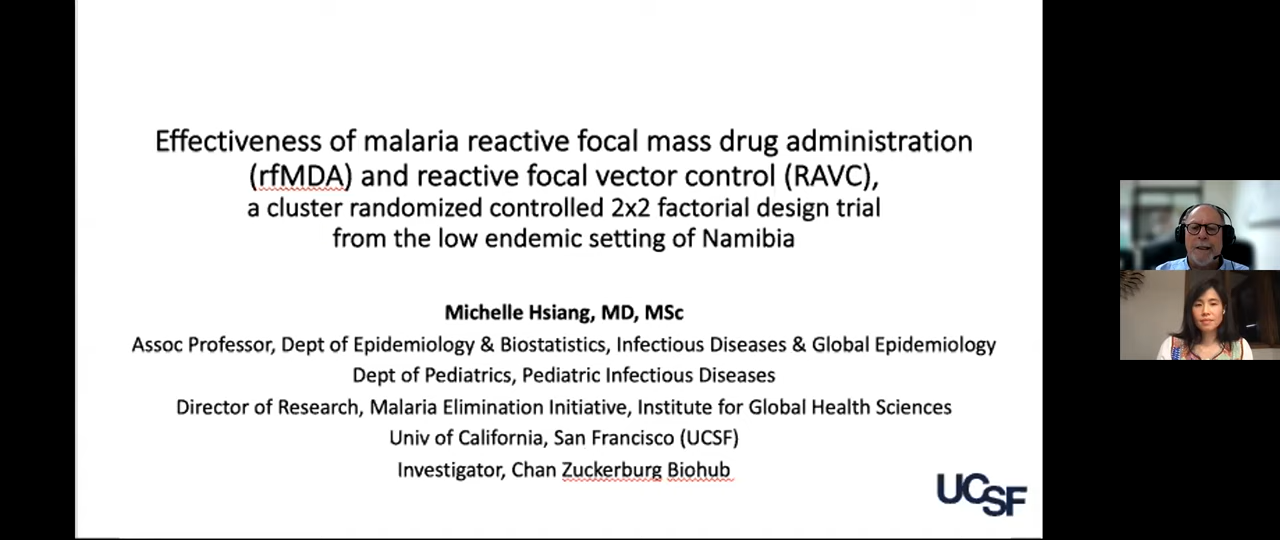 Effectiveness of malaria reactive focal mass drug administration
(rfMDA) and reactive focal vector control (RAVC),
a cluster randomized controlled 2x2 factorial design trial
from the low endemic setting of Namibia
Michelle Hsiang, MD, MSc
Assoc Professor, Dept of Epidemiology & Biostatistics, Infectious Diseases & Global Epidemiology
Dept of Pediatrics, Pediatric Infectious Diseases
Director of Research, Malaria Elimination Initiative, Institute for Global Health Sciences
Univ of California, San Francisco (UCSF)
Investigator, Chan Zuckerburg Biohub
UCSF